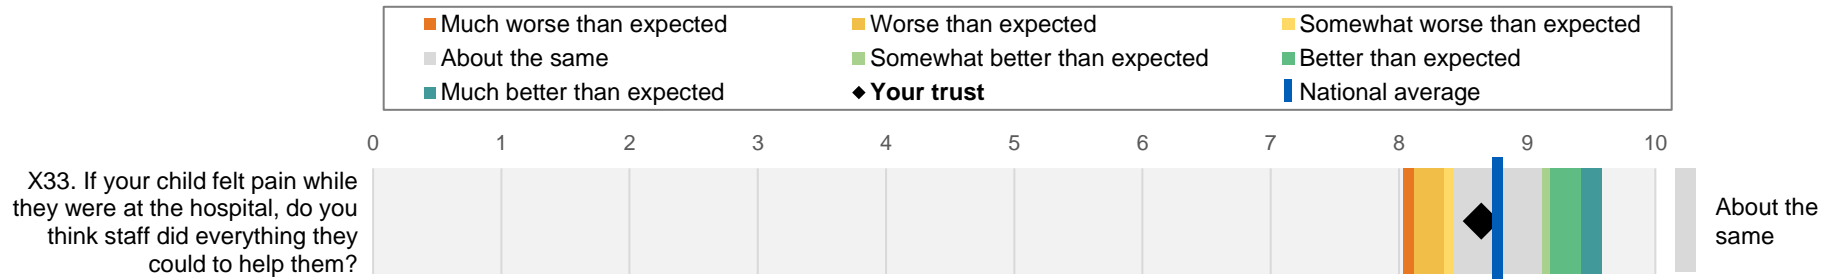 Much worse than expected
Worse than expected
Somewhat worse than expected
About the same
Somewhat better than expected
Better than expected
Much better than expected
Your trust
National average
0 1 2 3 4 5 6 7 8 9 10
X33. If your child felt pain while
they were at the hospital, do you
think staff did everything they
could to help them?
About the
same